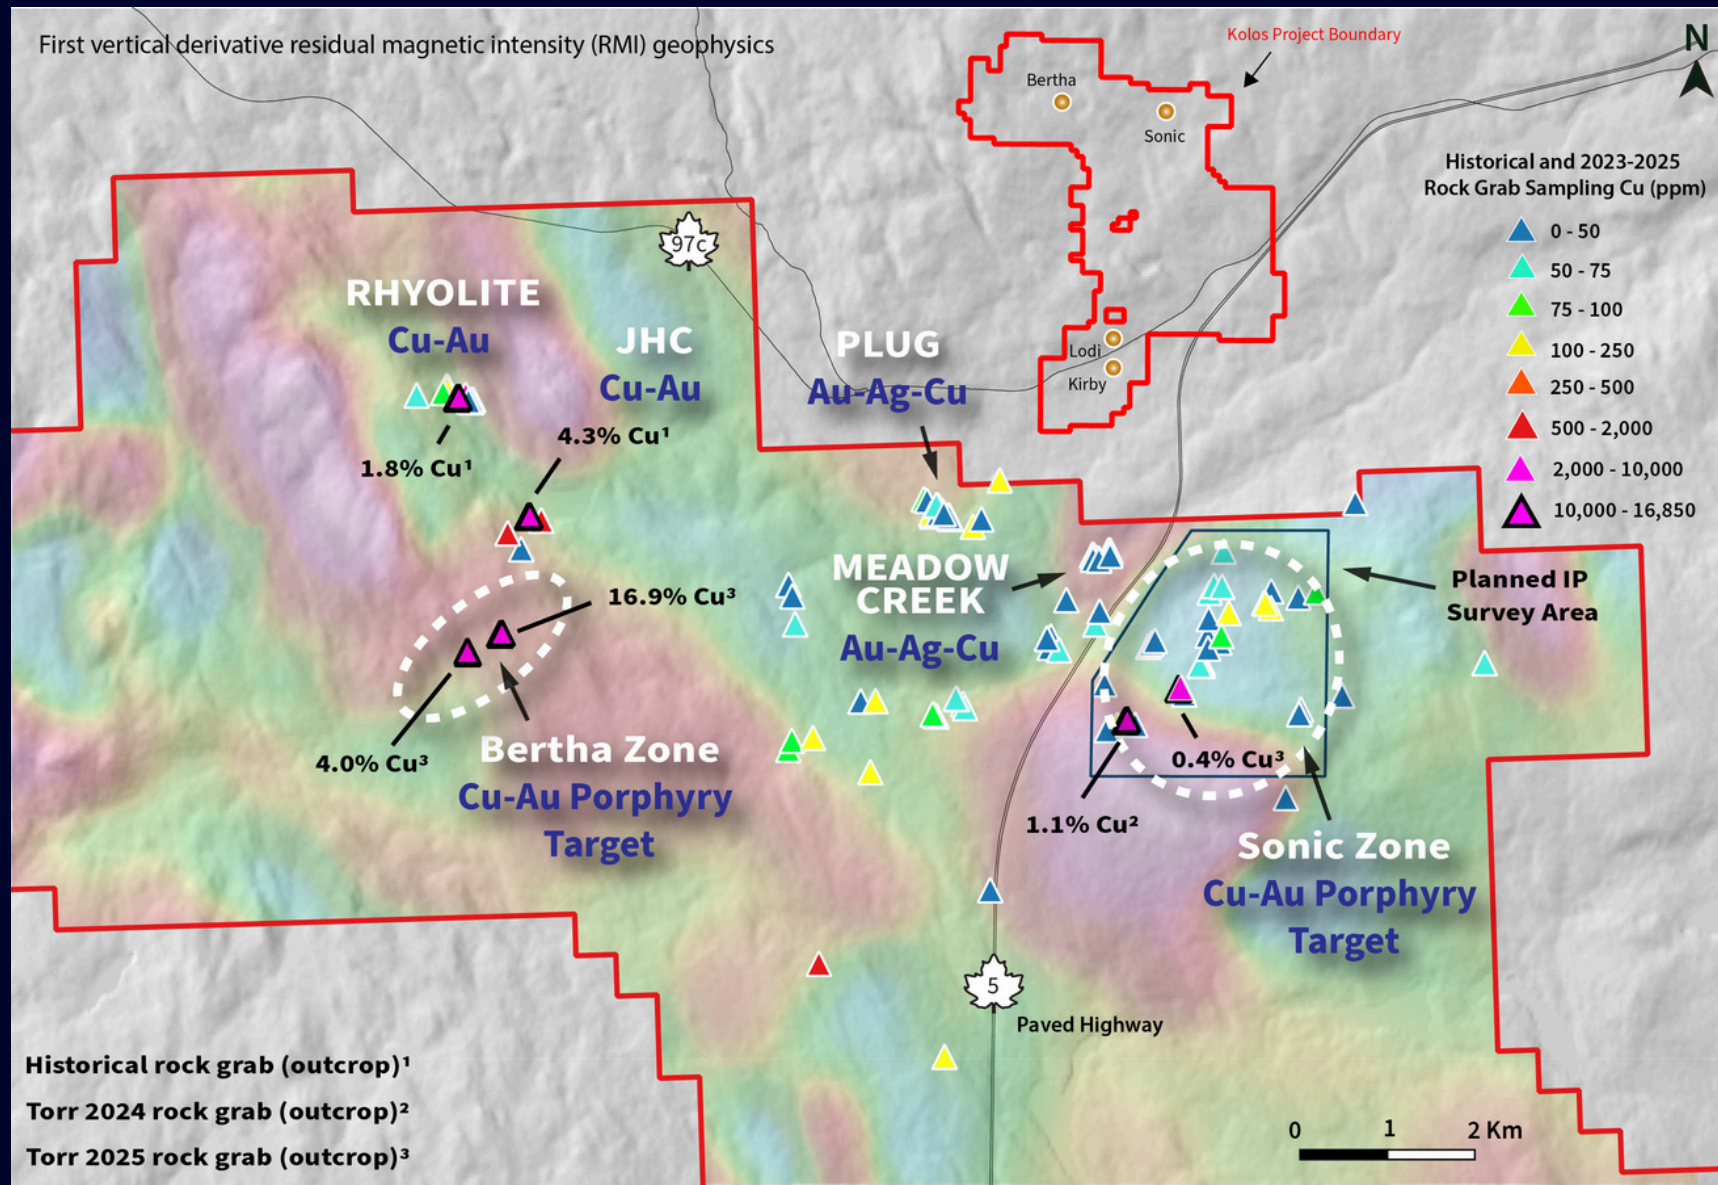 First vertical derivative residual magnetic intensity (RMI) geophysics
Kolos Project Boundary
N
Bertha
Sonic
Lodi
Kirby
Historical and 2023-2025
Rock Grab Sampling Cu (ppm)
0 - 50
50 - 75
75 - 100
100 - 250
250 - 500
500 - 2,000
2,000 - 10,000
10,000 - 16,850
97c
RHYOLITE
Cu-Au
JHC
Cu-Au
PLUG
Au-Ag-Cu
4.3% Cu¹
1.8% Cu¹
MEADOW
CREEK
Au-Ag-Cu
Planned IP
Survey Area
16.9% Cu³
4.0% Cu³
Bertha Zone
Cu-Au Porphyry
Target
0.4% Cu³
1.1% Cu²
Sonic Zone
Cu-Au Porphyry
Target
5
Paved Highway
Historical rock grab (outcrop)¹
Torr 2024 rock grab (outcrop)²
Torr 2025 rock grab (outcrop)³
0 1 2 Km